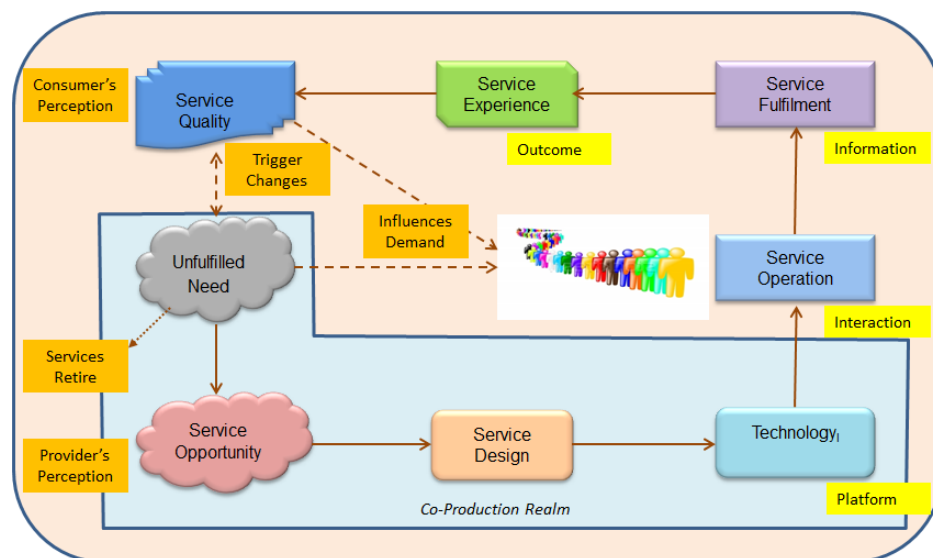 Consumer's
Perception
Service
Quality
Service
Experience
Service
Fulfilment
Outcome
Information
Trigger
Changes
Influences
Demand
Unfulfilled
Need
Service
Operation
Interaction
Services
Retire
Service
Opportunity
Service
Design
Technology
Provider's
Perception
Platform
Co-Production Realm